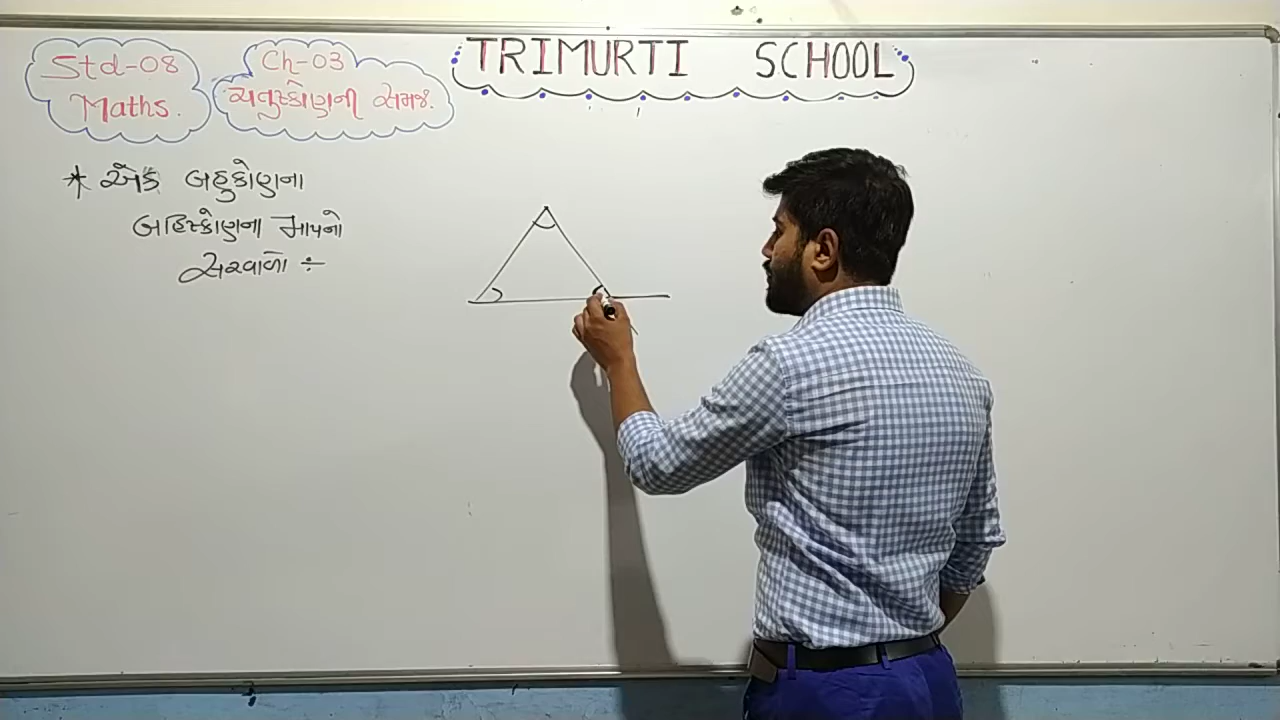 Std-08
Maths.
Ch-03
ચતુષ્કોણની સમજ.
TRIMURTI SCHOOL
* એક બહુકોણના
બહિષ્કોણના માપનો
સરવાળો ÷